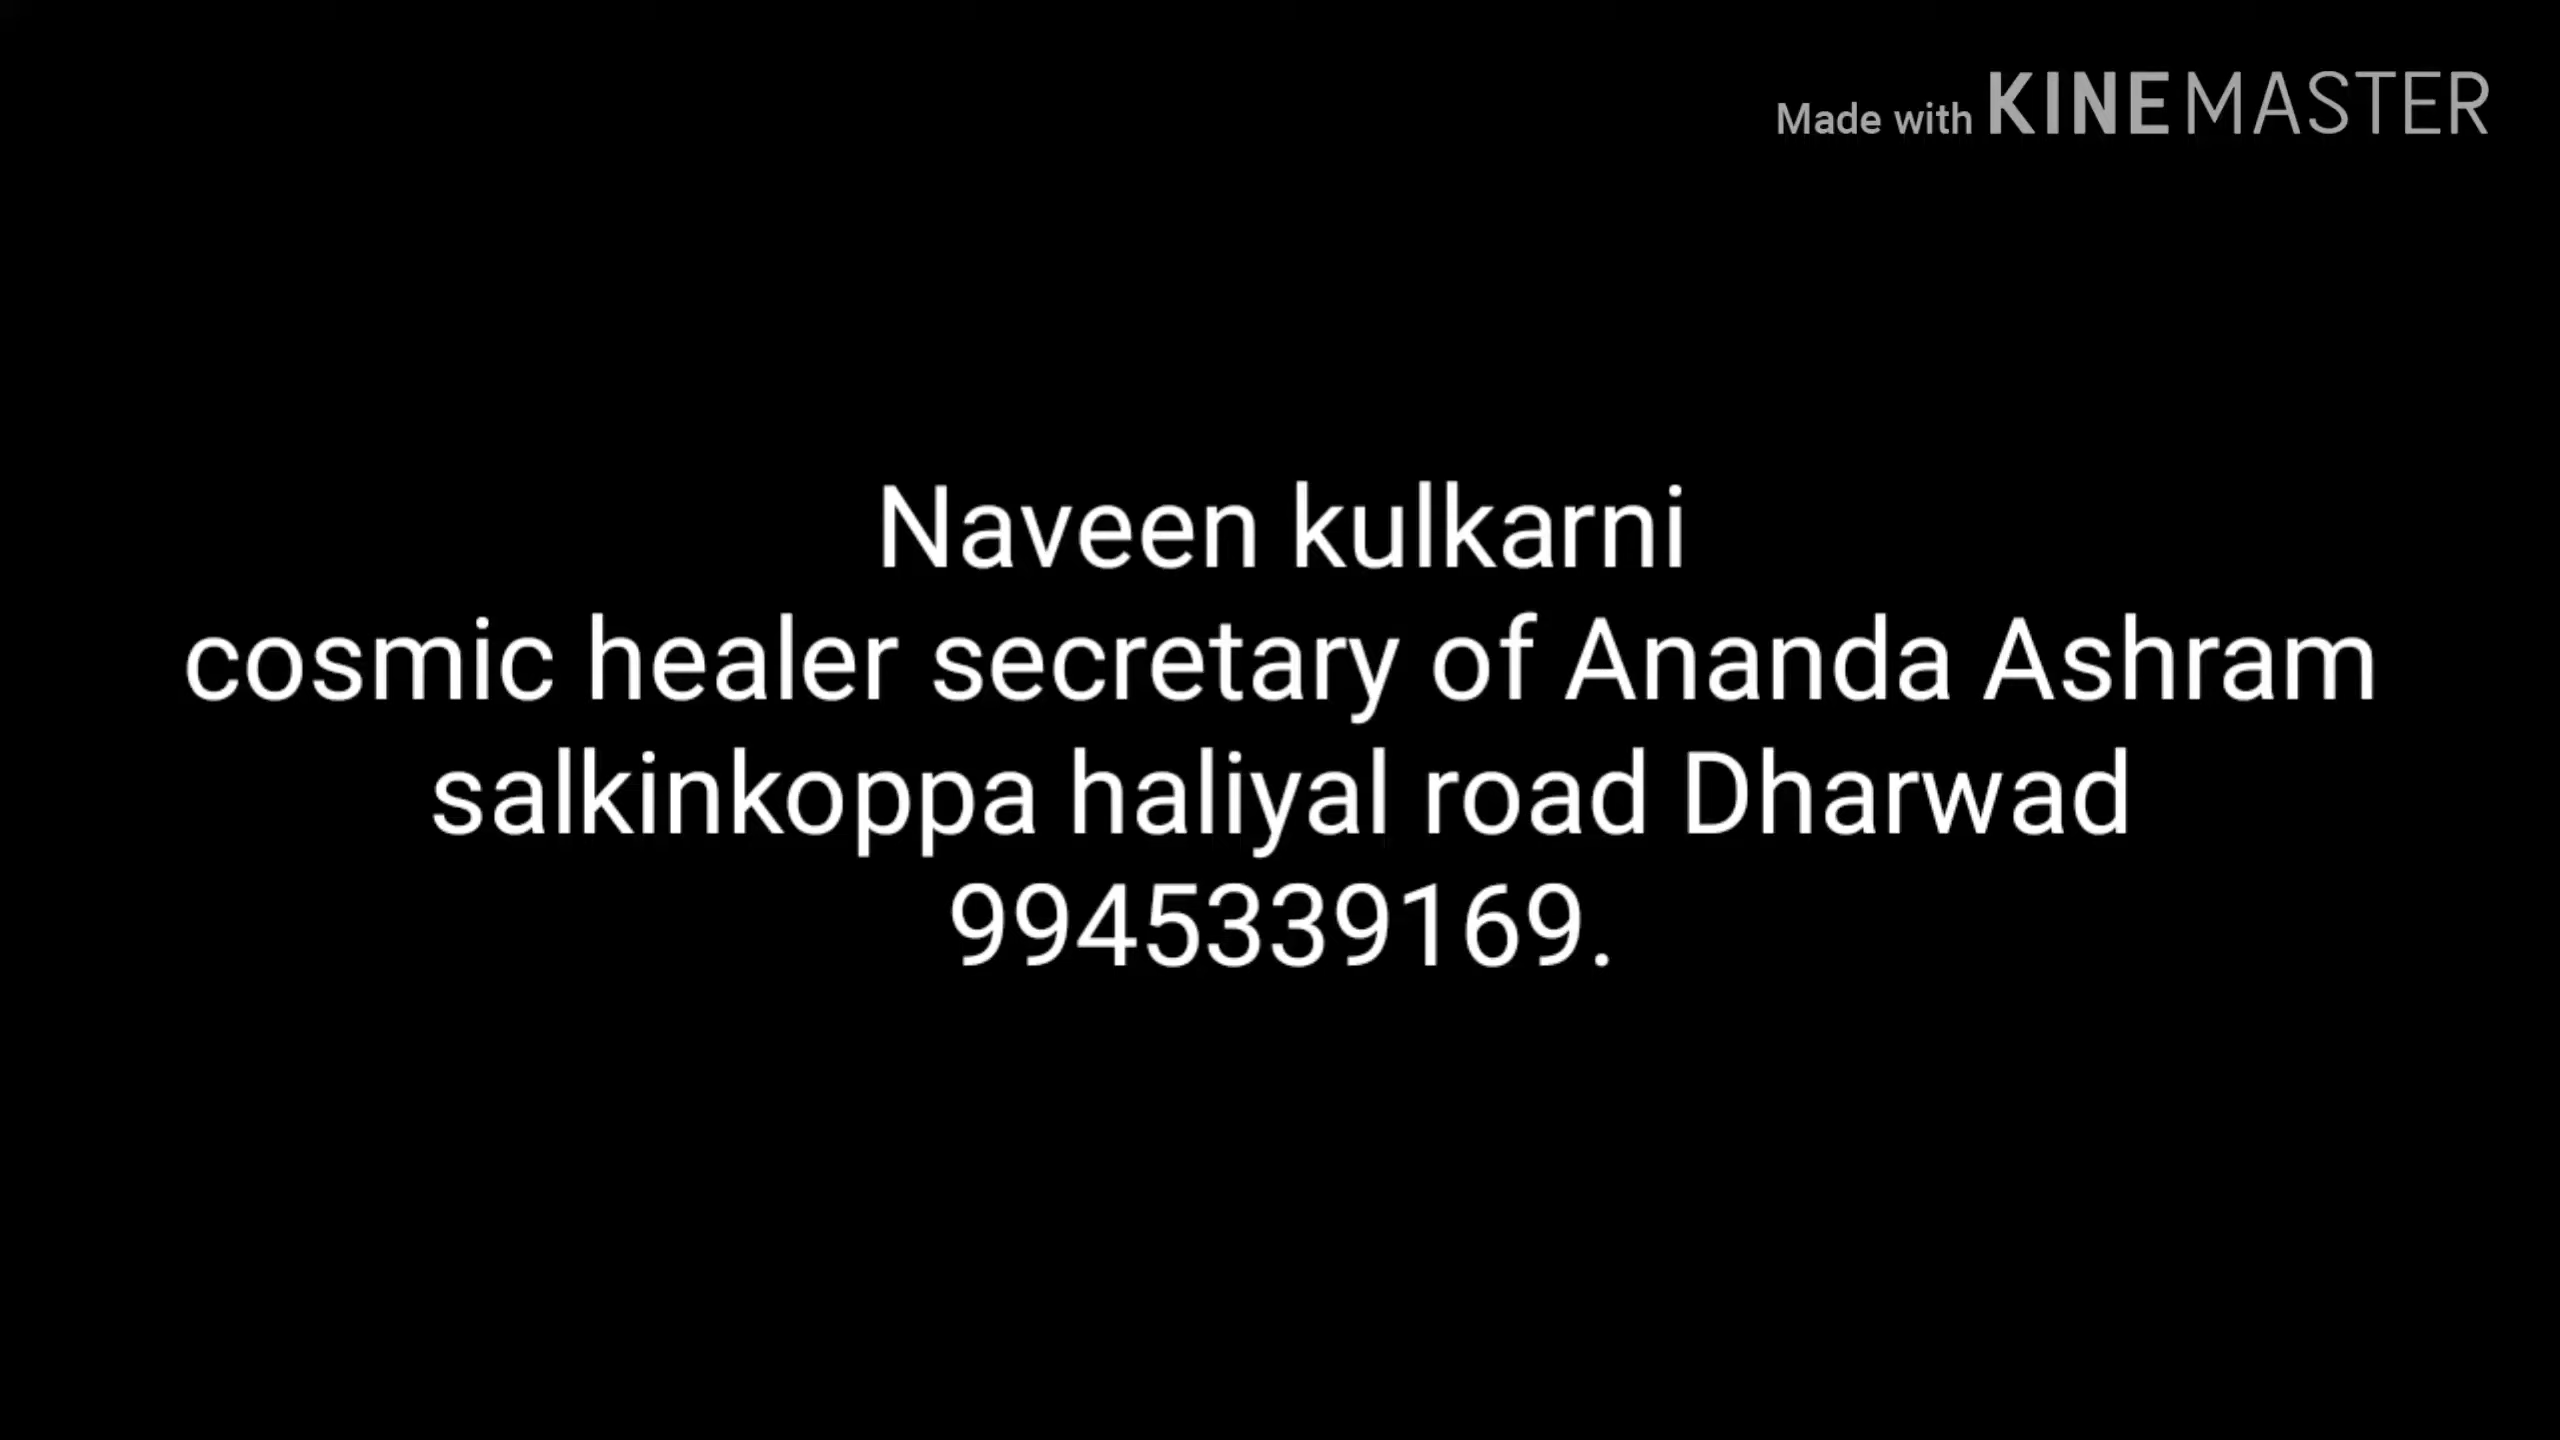 Made with KINEMASTER
Naveen kulkarni
cosmic healer secretary of Ananda Ashram
salkinkoppa haliyal road Dharwad
9945339169.